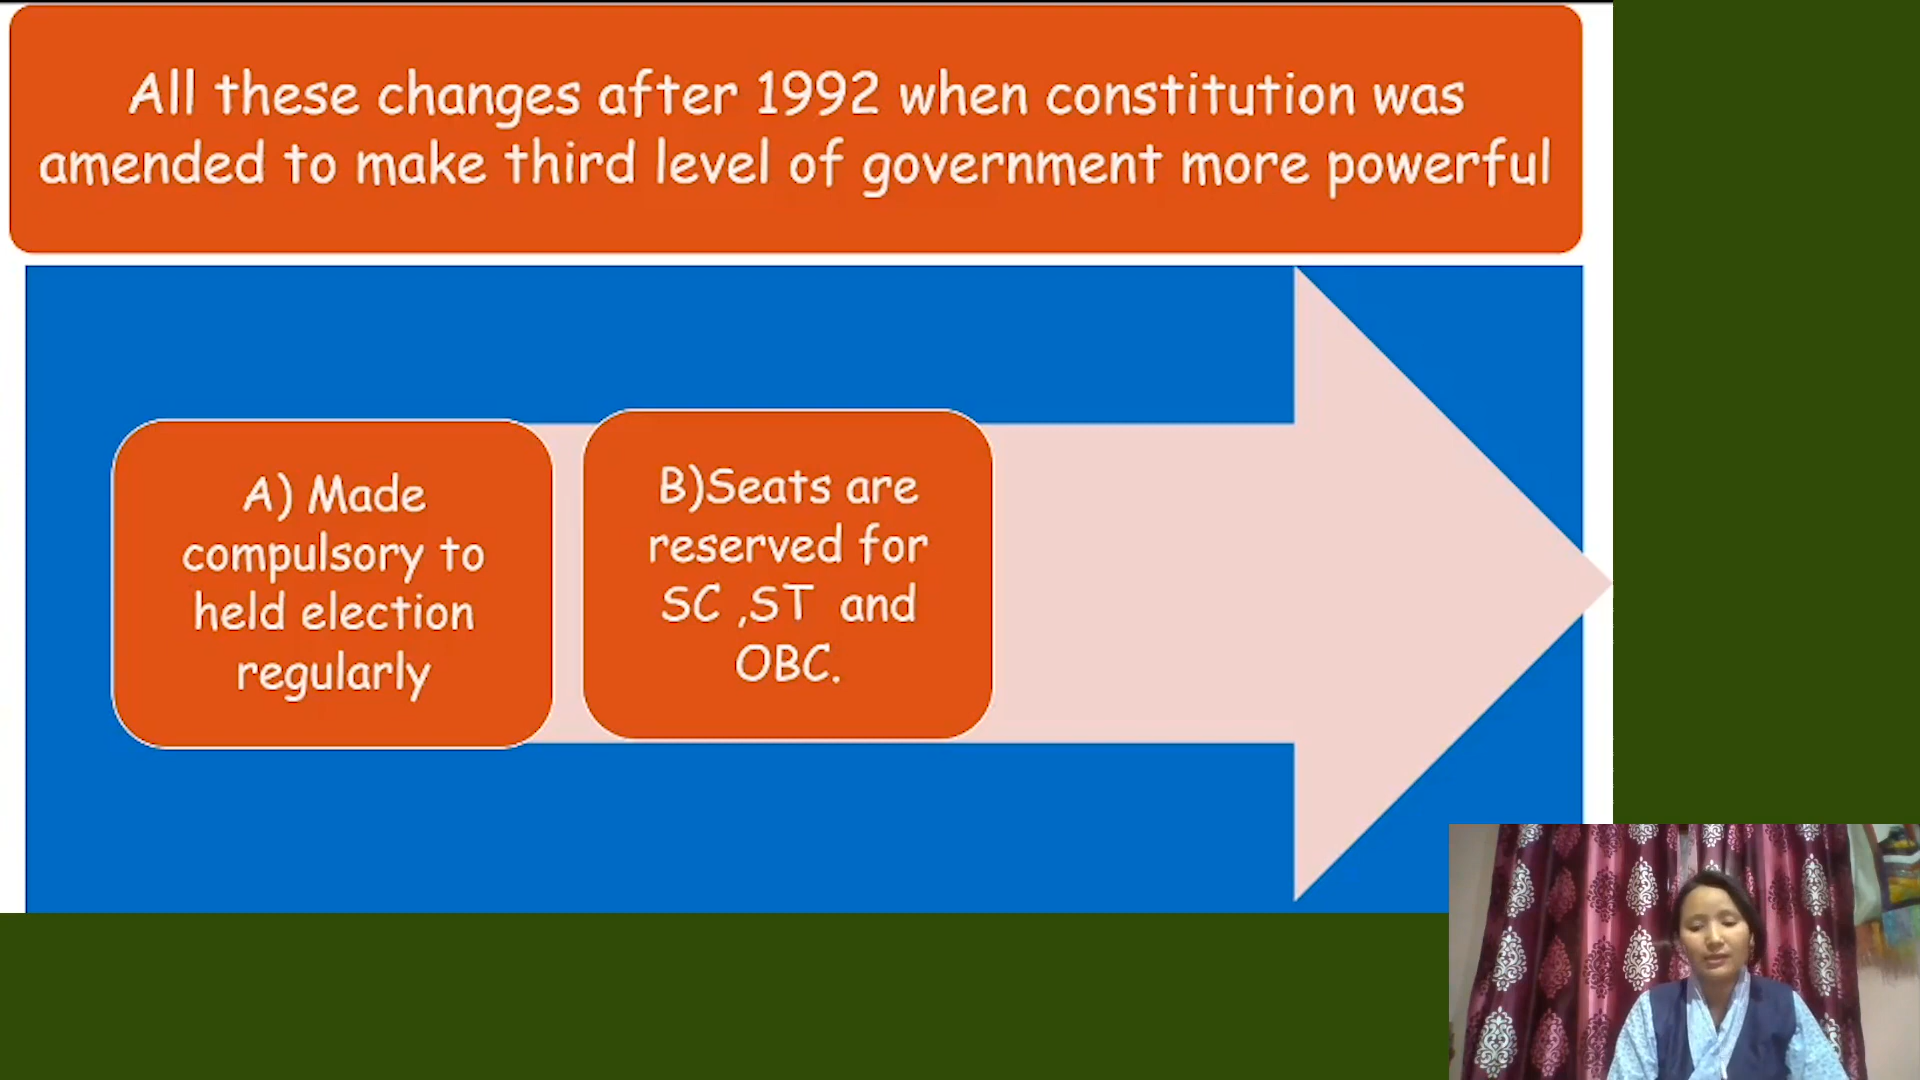 All these changes after 1992 when constitution was
amended to make third level of government more powerful
A) Made
compulsory to
held election
regularly
B)Seats are
reserved for
SC ,ST and
OBC.